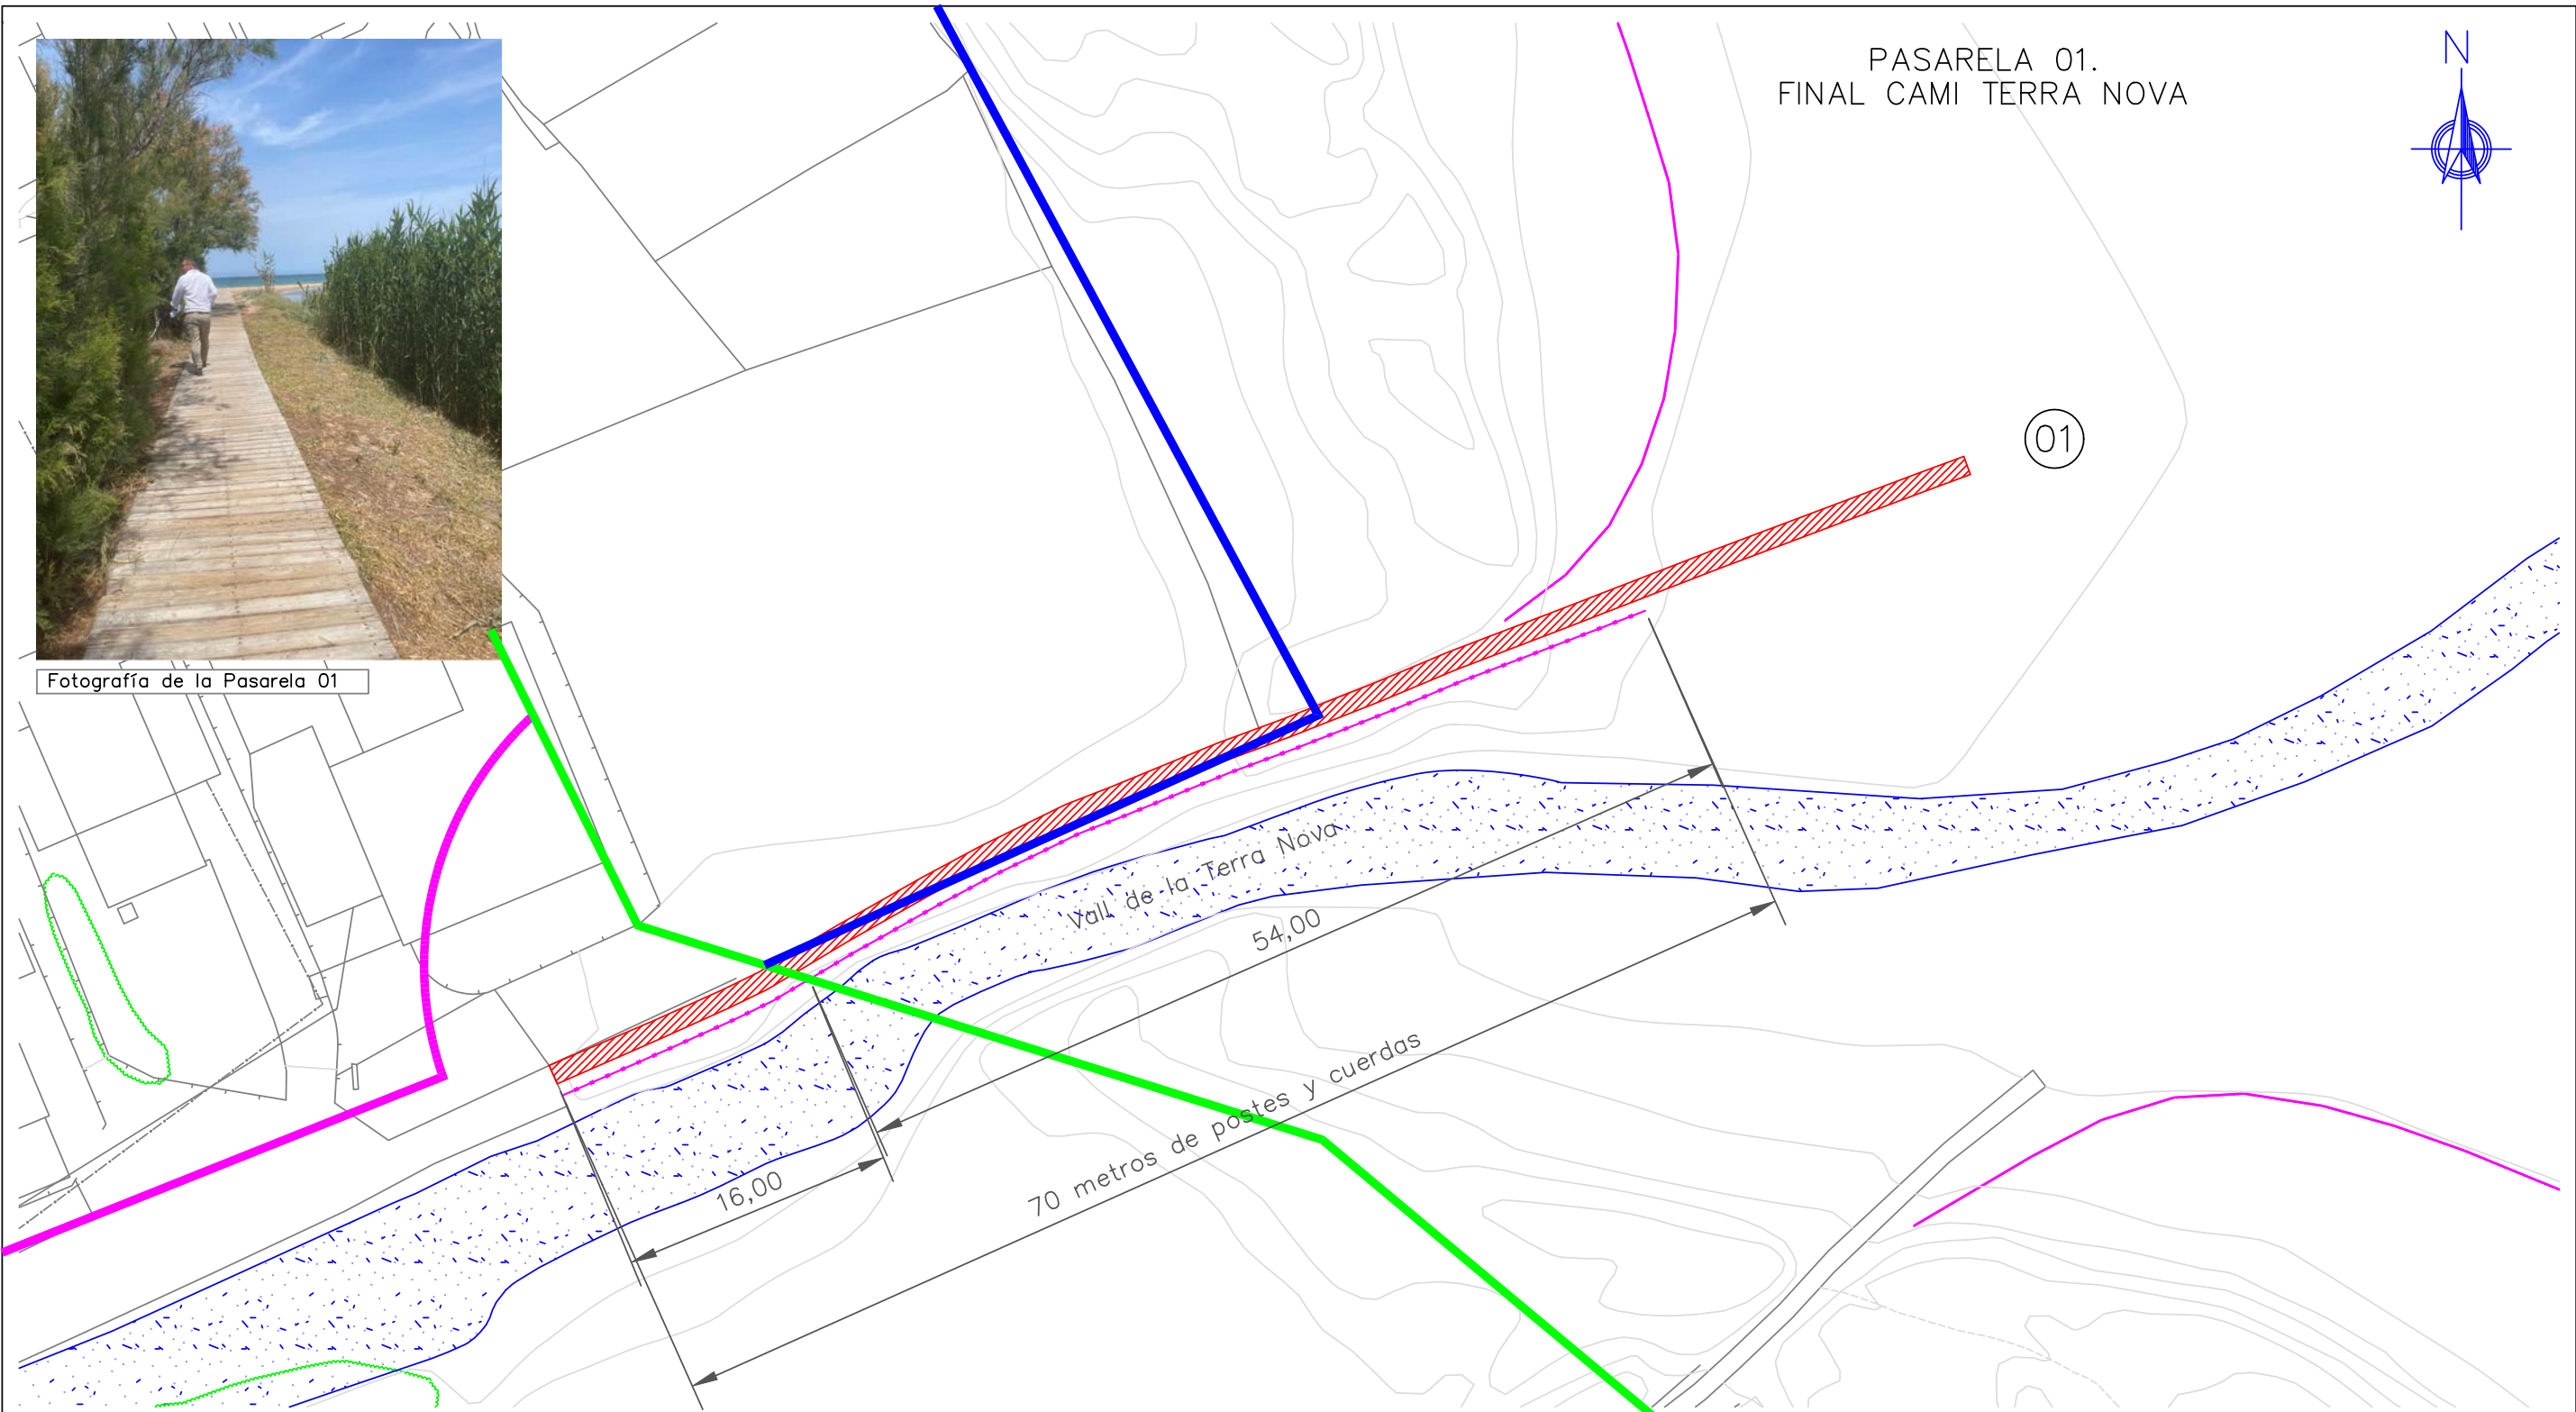 PASARELA 01.
FINAL CAMI TERRA NOVA
N
01
Fotografía de la Pasarela 01
Vall de la Terra Nova
54,00
70 metros de postes y cuerdas
16,00